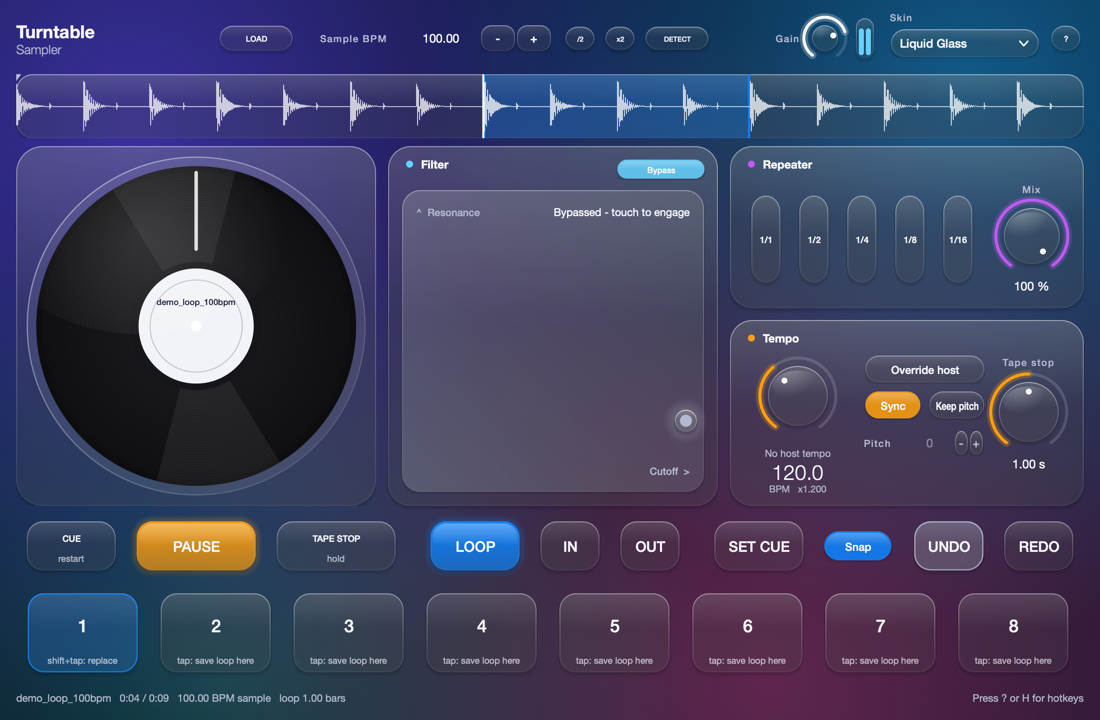 Turntable
Sampler
LOAD
Sample BPM
100.00
-
+
/2
x2
DETECT
Gain
Skin
Liquid Glass
?
demo_loop_100bpm
Filter
Bypass
^ Resonance
Bypassed - touch to engage
Cutoff >
Repeater
1/1
1/2
1/4
1/8
1/16
Mix
100 %
Tempo
No host tempo
120.0
BPM x1.200
Override host
Sync
Keep pitch
Pitch
0
-
+
Tape stop
1.00 s
CUE
restart
PAUSE
TAPE STOP
hold
LOOP
IN
OUT
SET CUE
Snap
UNDO
REDO
1
shift+tap: replace
2
tap: save loop here
3
tap: save loop here
4
tap: save loop here
5
tap: save loop here
6
tap: save loop here
7
tap: save loop here
8
tap: save loop here
demo_loop_100bpm 0:04 / 0:09 100.00 BPM sample loop 1.00 bars
Press ? or H for hotkeys